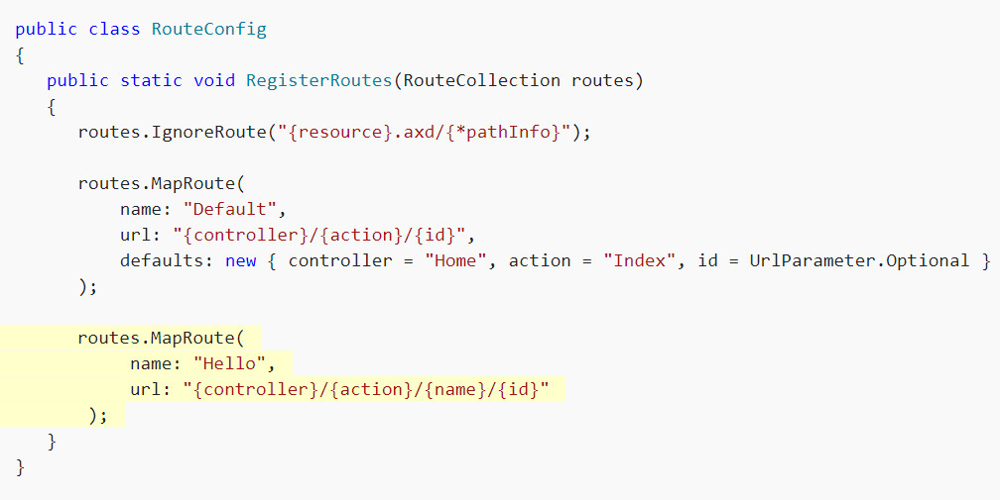 public class RouteConfig
{
public static void RegisterRoutes(RouteCollection routes)
{
routes.IgnoreRoute("{resource}.axd/{*pathInfo}");
routes.MapRoute(
name: "Default",
url: "{controller}/{action}/{id}",
defaults: new { controller = "Home", action = "Index", id = UrlParameter.Optional }
);
routes.MapRoute(
name: "Hello",
url: "{controller}/{action}/{name}/{id}"
);
}
}